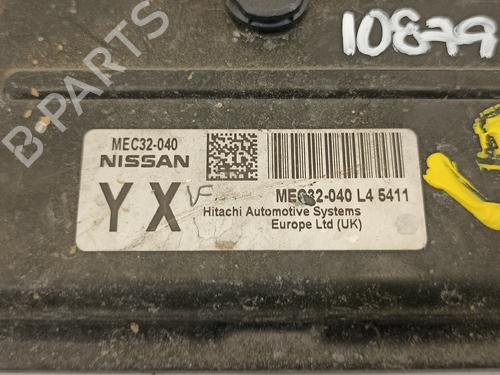 10879
MEC32-040
NISSAN
YX
MEC32-040 L4 5411
Hitachi Automotive Systems
Europe Ltd (UK)
B-PARTS